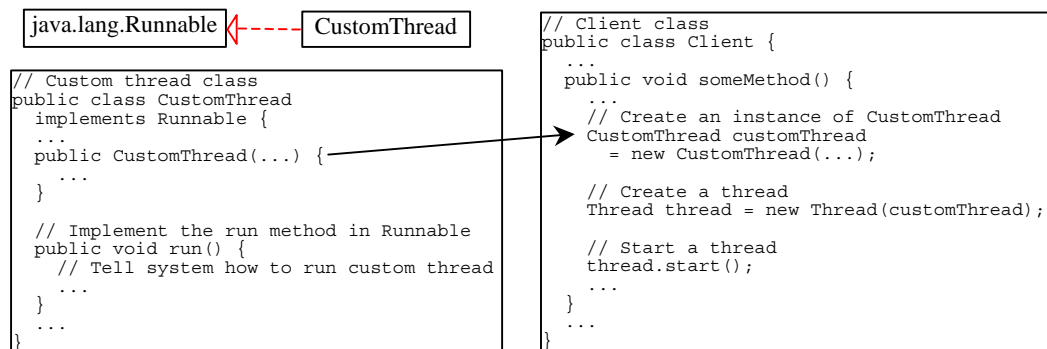 java.lang.Runnable
CustomThread
// Custom thread class
public class CustomThread
  implements Runnable {
  ...
  public CustomThread(...) {
    ...
  }

  // Implement the run method in Runnable
  public void run() {
    // Tell system how to run custom thread
    ...
  }
  ...
}
// Client class
public class Client {
  ...
  public void someMethod() {
    ...
    // Create an instance of CustomThread
    CustomThread customThread
      = new CustomThread(...);

    // Create a thread
    Thread thread = new Thread(customThread);

    // Start a thread
    thread.start();
    ...
  }
  ...
}